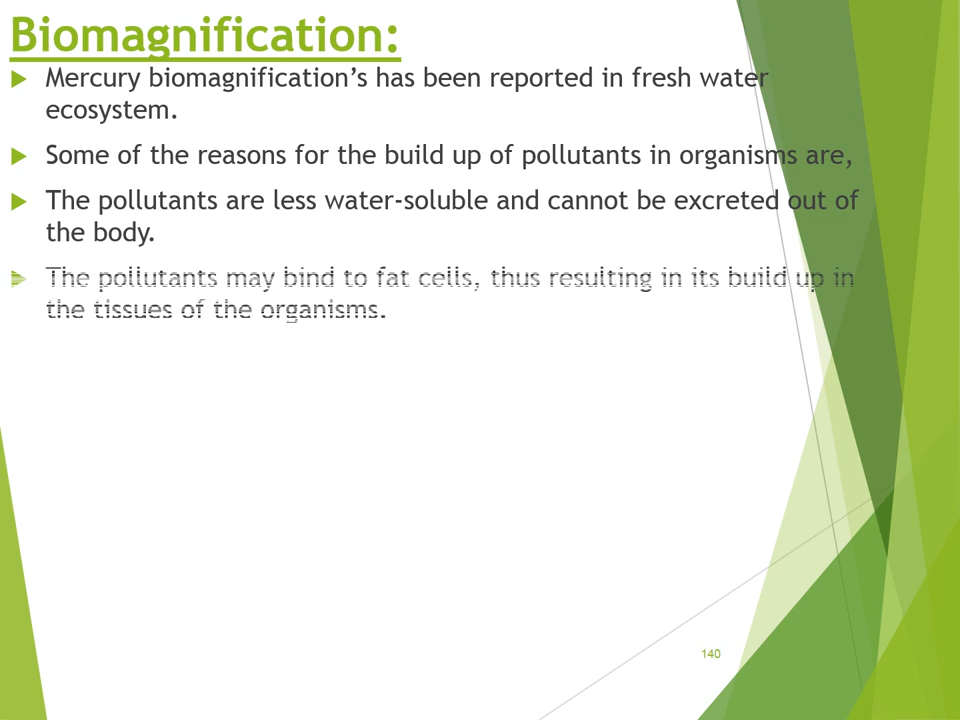 Biomagnification:
Mercury biomagnification’s has been reported in fresh water
ecosystem.
Some of the reasons for the build up of pollutants in organisms are,
The pollutants are less water-soluble and cannot be excreted out of
the body.
The pollutants may bind to fat cells, thus resulting in its build up in
the tissues of the organisms.
140